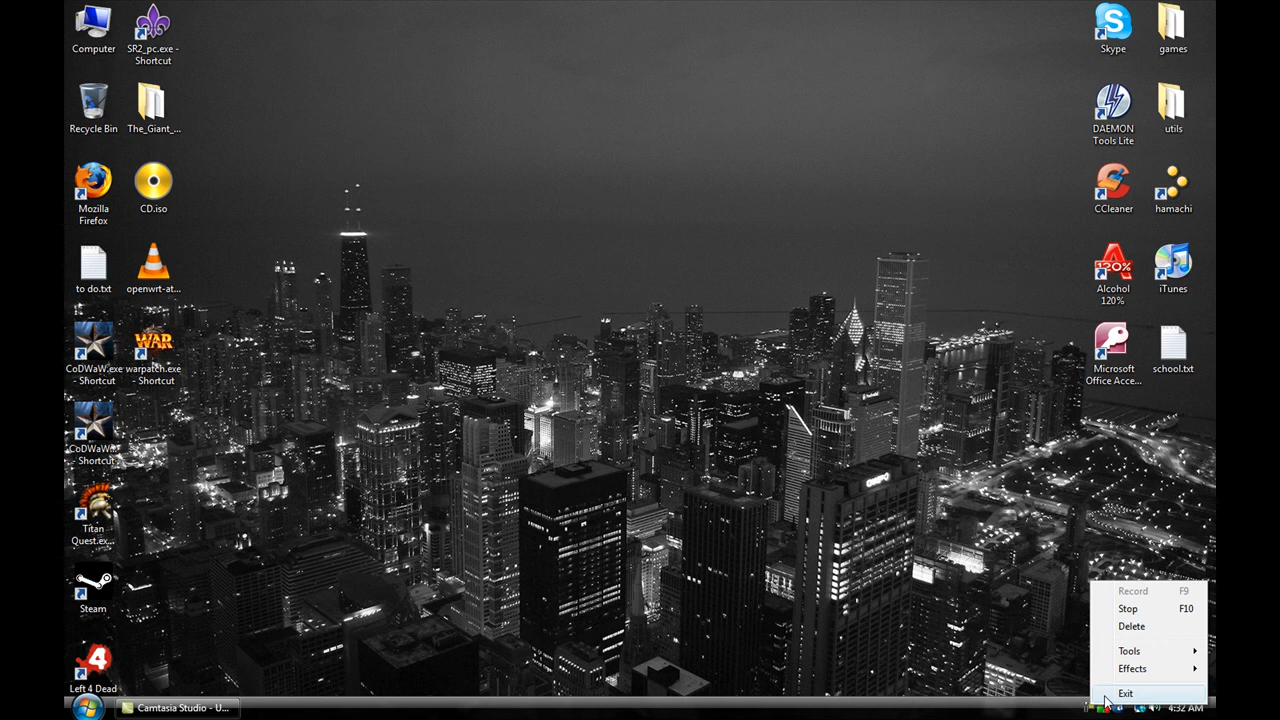 Computer
SR2_pc.exe -
Shortcut
Recycle Bin
The_Giant_...
Mozilla
Firefox
CD.iso
to do.txt
openwrt-at...
CoDWaW.exe
- Shortcut
WAR
warpatch.exe
- Shortcut
CoDWaW...
- Shortcut
Titan
Quest.ex...
Steam
4
Left 4 Dead
S
Skype
games
DAEMON
Tools Lite
utils
CCleaner
hamachi
120%
Alcohol
120%
iTunes
Microsoft
Office Acce...
school.txt
Record F9
Stop F10
Delete
Tools
Effects
Exit
Camtasia Studio - U...
4:32 AM